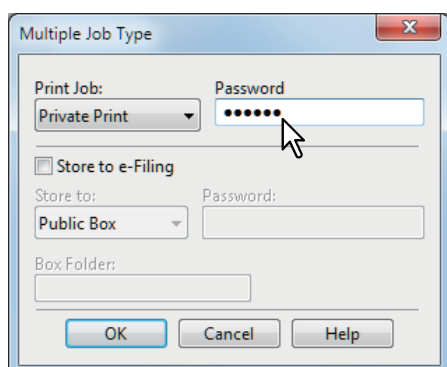 Multiple Job Type
Print Job: Password
Private Print ••••••
Store to e-Filing
Store to: Password:
Public Box
Box Folder:
OK Cancel Help